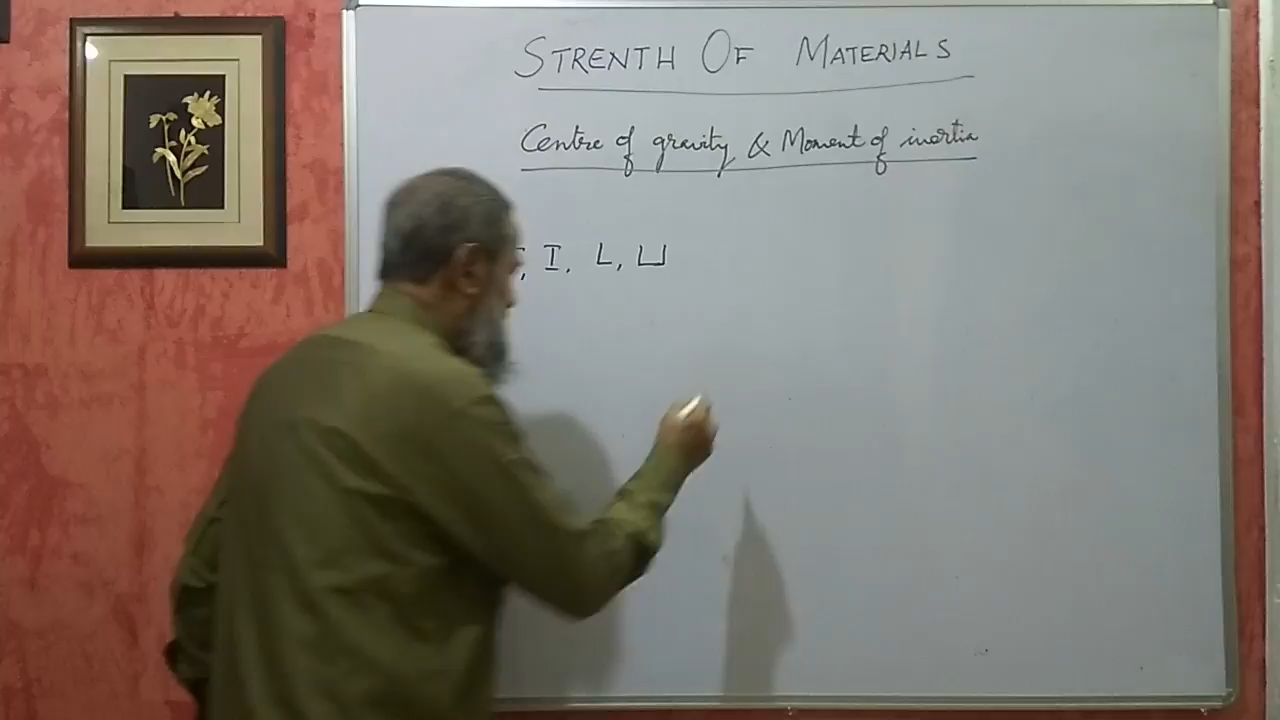 STRENTH OF MATERIALS
Centre of gravity & Moment of inertia
, I, L, ⊔